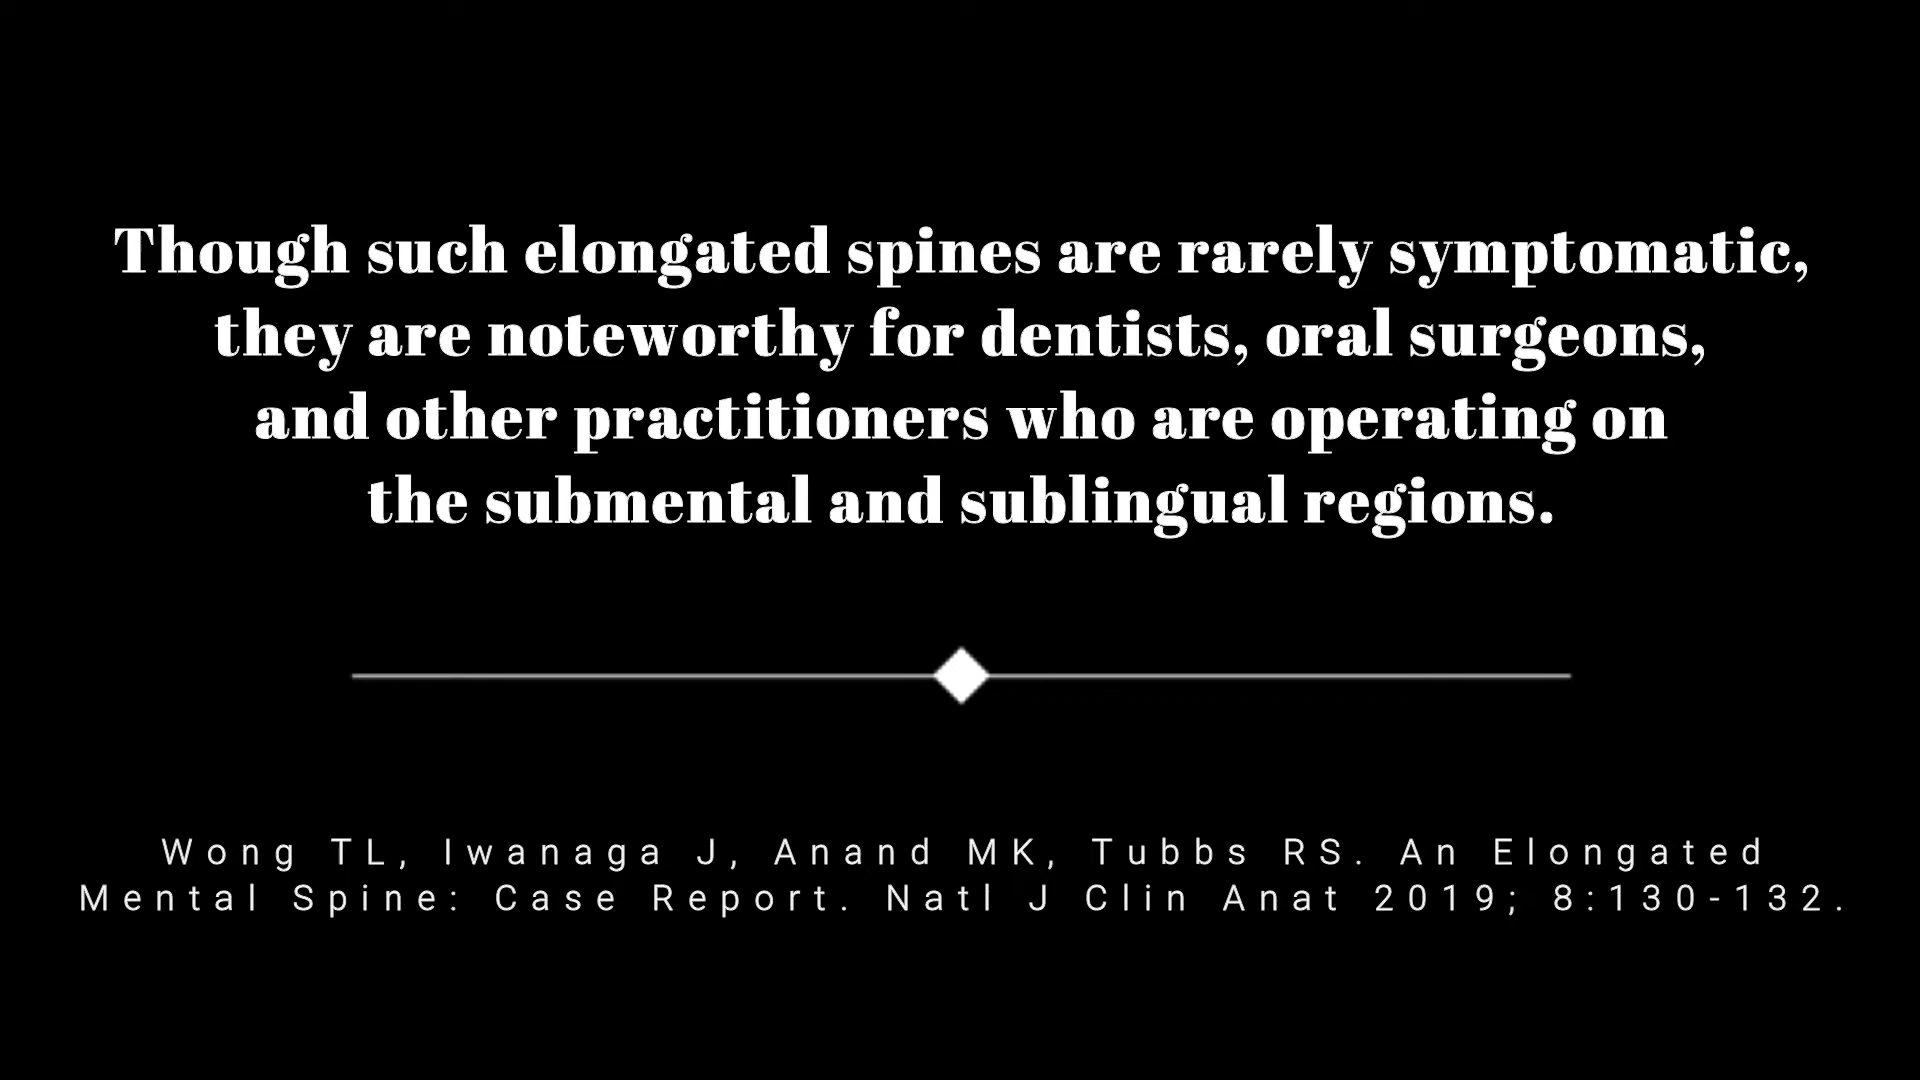 Though such elongated spines are rarely symptomatic,
they are noteworthy for dentists, oral surgeons,
and other practitioners who are operating on
the submental and sublingual regions.
Wong TL, Iwanaga J, Anand MK, Tubbs RS. An Elongated
Mental Spine: Case Report. Natl J Clin Anat 2019; 8:130-132.